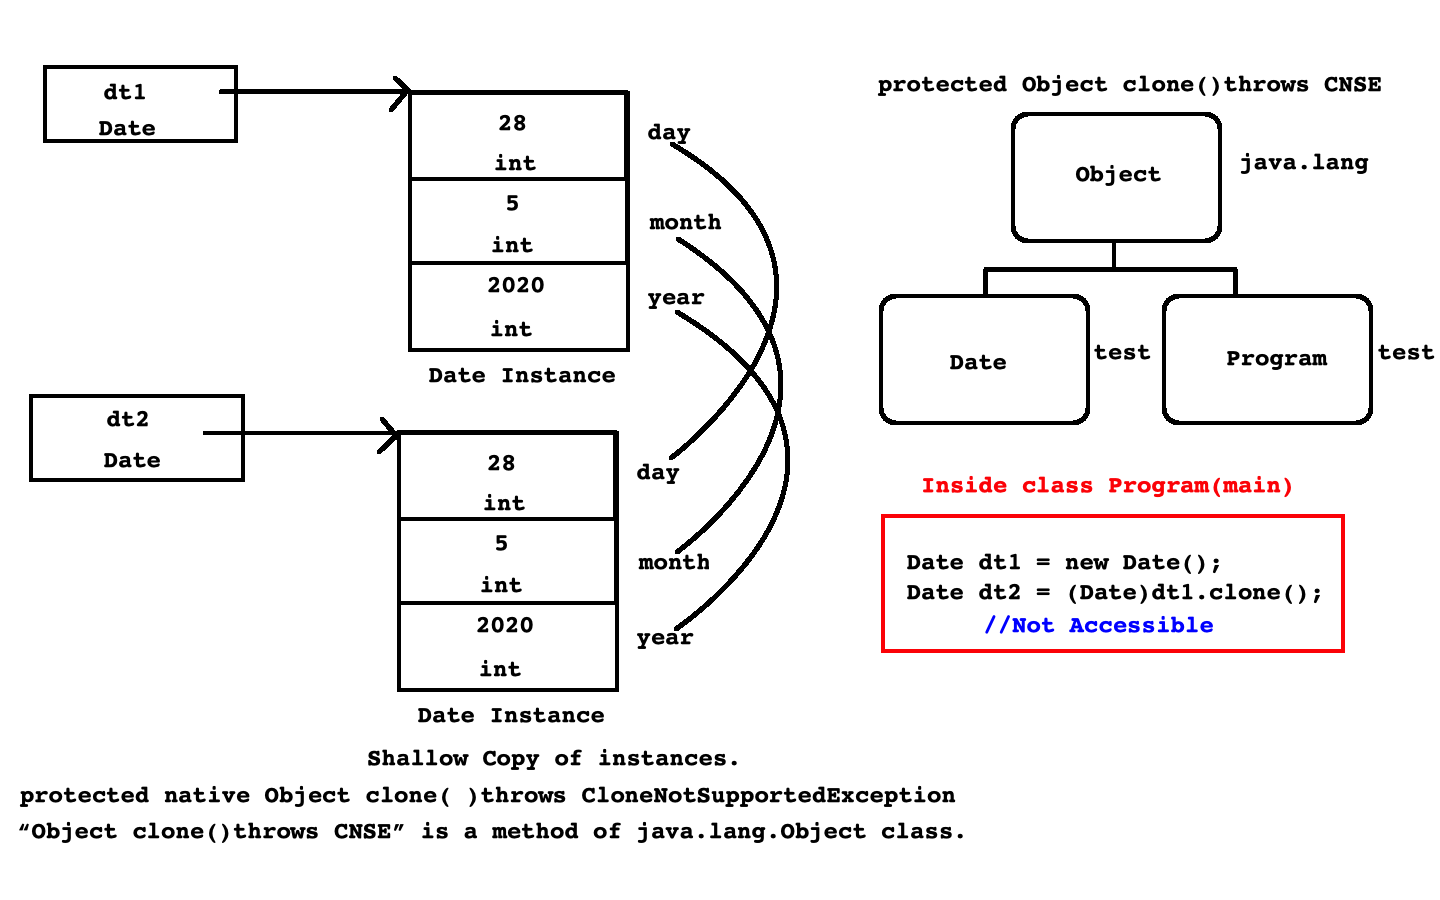 dt1
Date
28
int
day
5
int
month
2020
int
year
Date Instance
dt2
Date
28
int
day
5
int
month
2020
int
year
Date Instance
Shallow Copy of instances.
protected native Object clone( )throws CloneNotSupportedException
“Object clone()throws CNSE” is a method of java.lang.Object class.
protected Object clone()throws CNSE
Object
java.lang
Date
test
Program
test
Inside class Program(main)
Date dt1 = new Date();
Date dt2 = (Date)dt1.clone();
//Not Accessible